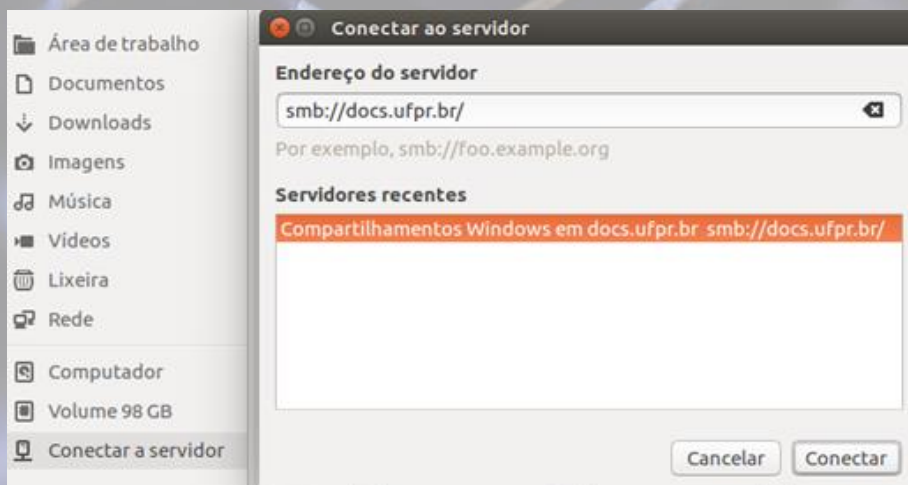 Área de trabalho
Documentos
Downloads
Imagens
Música
Vídeos
Lixeira
Rede
Computador
Volume 98 GB
Conectar a servidor
Conectar ao servidor
Endereço do servidor
smb://docs.ufpr.br/
Por exemplo, smb://foo.example.org
Servidores recentes
Compartilhamentos Windows em docs.ufpr.br smb://docs.ufpr.br/
Cancelar
Conectar